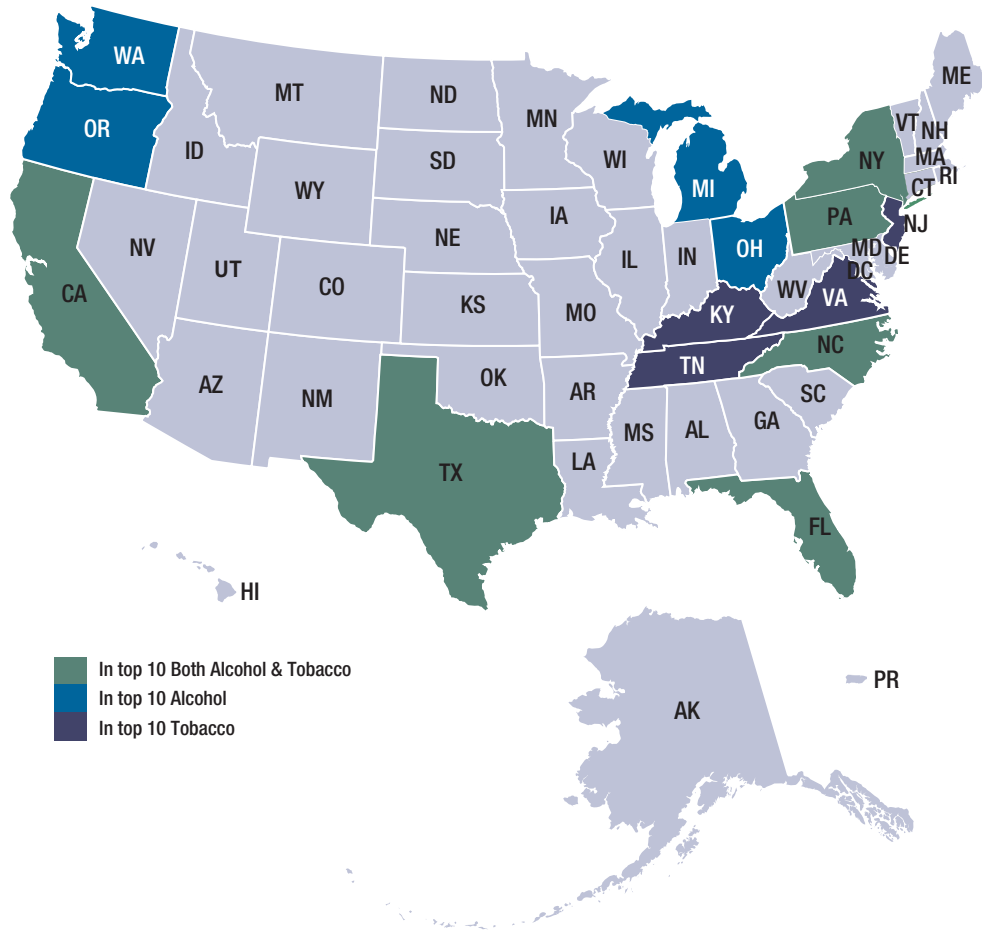 WA
OR
CA
ID
NV
MT
WY
UT
AZ
CO
NM
ND
SD
NE
KS
OK
TX
MN
IA
MO
AR
LA
WI
IL
MS
MI
IN
OH
KY
TN
AL
GA
FL
SC
NC
VA
WV
DC
MD
DE
NJ
PA
NY
CT
RI
MA
NH
VT
ME
HI
AK
PR
In top 10 Both Alcohol & Tobacco
In top 10 Alcohol
In top 10 Tobacco